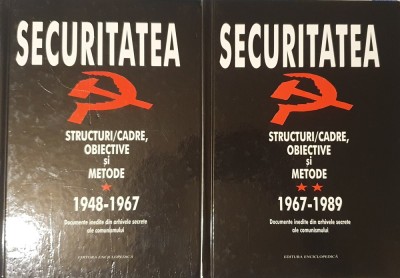 SECURITATEA
STRUCTURI/CADRE,
OBIECTIVE
și
METODE
1948-1967
Documente inedite din arhivele secrete
ale comunismului
EDITURA ENCICLOPEDICĂ
SECURITATEA
STRUCTURI/CADRE,
OBIECTIVE
și
METODE
1967-1989
Documente inedite din arhivele secrete
ale comunismului
EDITURA ENCICLOPEDICĂ